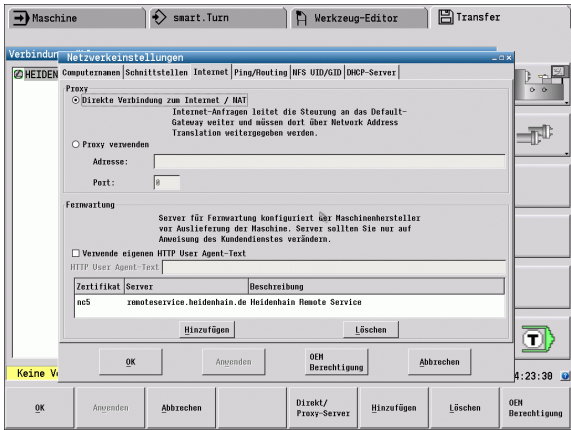 Maschine
smart.Turn
Werkzeug-Editor
Transfer
Netzwerkeinstellungen
Computernamen Schnittstellen Internet Ping/Routing NFS UID/GID DHCP-Server
Proxy
Direkte Verbindung zum Internet / NAT
Internet-Anfragen leitet die Steurung an das Default-
Gateway weiter und müssen dort über Network Address
Translation weitergegeben werden.
Proxy verwenden
Adresse:
Port: 0
Fernwartung
Server für Fernwartung konfiguriert der Maschinenhersteller
vor Auslieferung der Maschine. Server sollten Sie nur auf
Anweisung des Kundendienstes verändern.
Verwende eigenen HTTP User Agent-Text
HTTP User Agent-Text
Zertifikat Server Beschreibung
nc5 remoteservice.heidenhain.de Heidenhain Remote Service
Hinzufügen Löschen
OK Anwenden OEM Berechtigung Abbrechen
Keine
4:23:30
OK Anwenden Abbrechen Direkt/ Proxy-Server Hinzufügen Löschen OEM Berechtigung